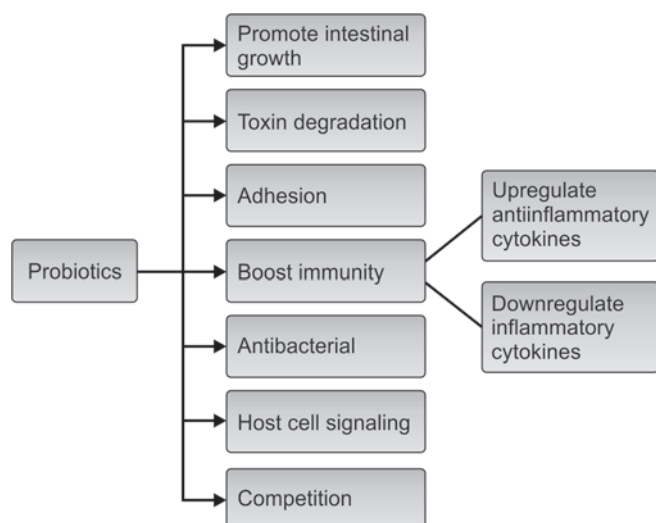 Promote intestinal
growth
Toxin degradation
Adhesion
Probiotics
Boost immunity
Upregulate
antiinflammatory
cytokines
Downregulate
inflammatory
cytokines
Antibacterial
Host cell signaling
Competition